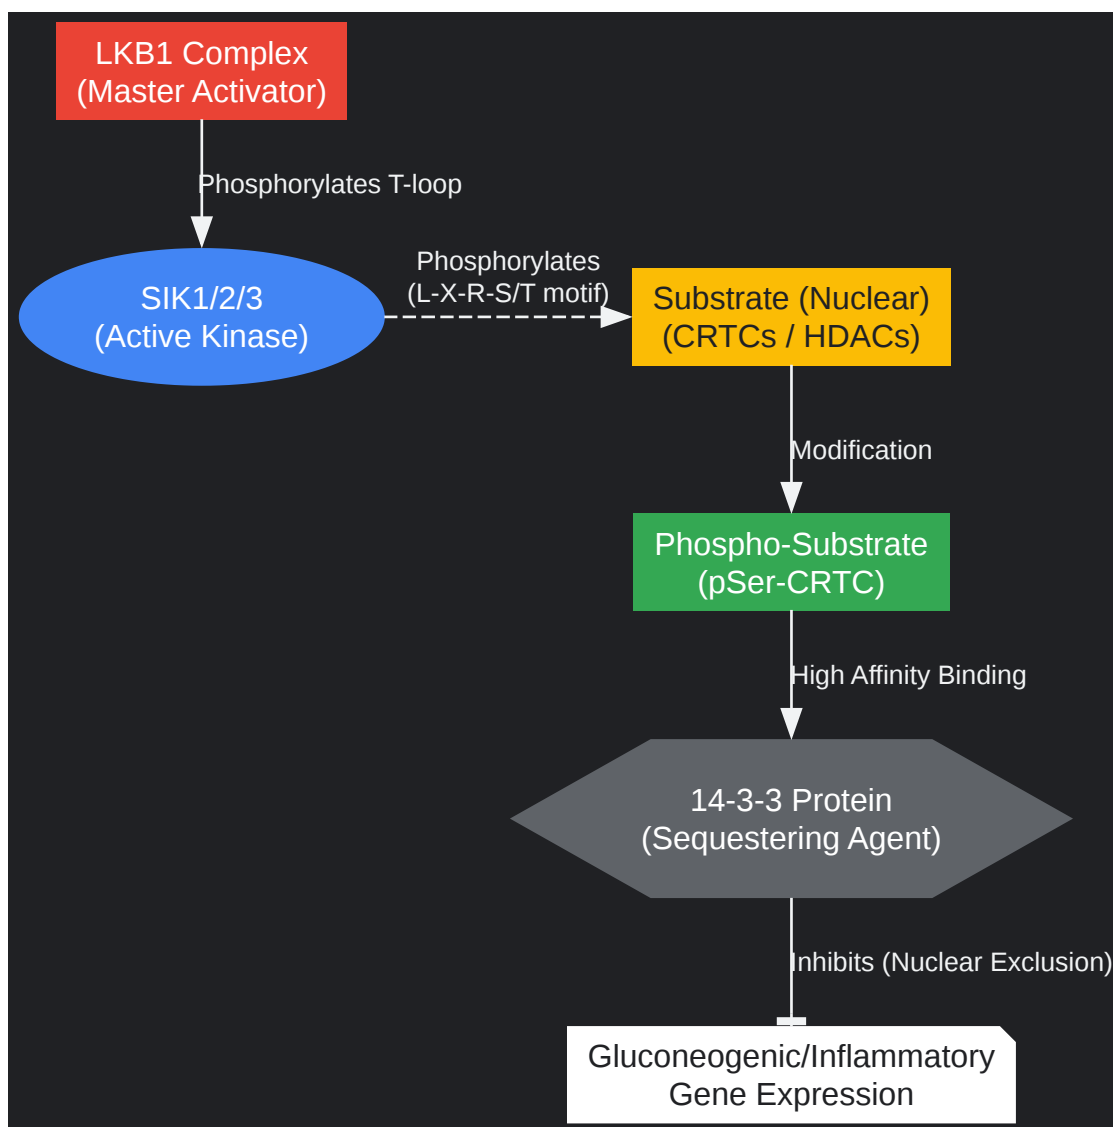 LKB1 Complex
(Master Activator)
Phosphorylates T-loop
SIK1/2/3
(Active Kinase)
Phosphorylates
(L-X-R-S/T motif)
Substrate (Nuclear)
(CRTCs / HDACs)
Modification
Phospho-Substrate
(pSer-CRTC)
High Affinity Binding
14-3-3 Protein
(Sequestering Agent)
Inhibits (Nuclear Exclusion)
Gluconeogenic/Inflammatory
Gene Expression